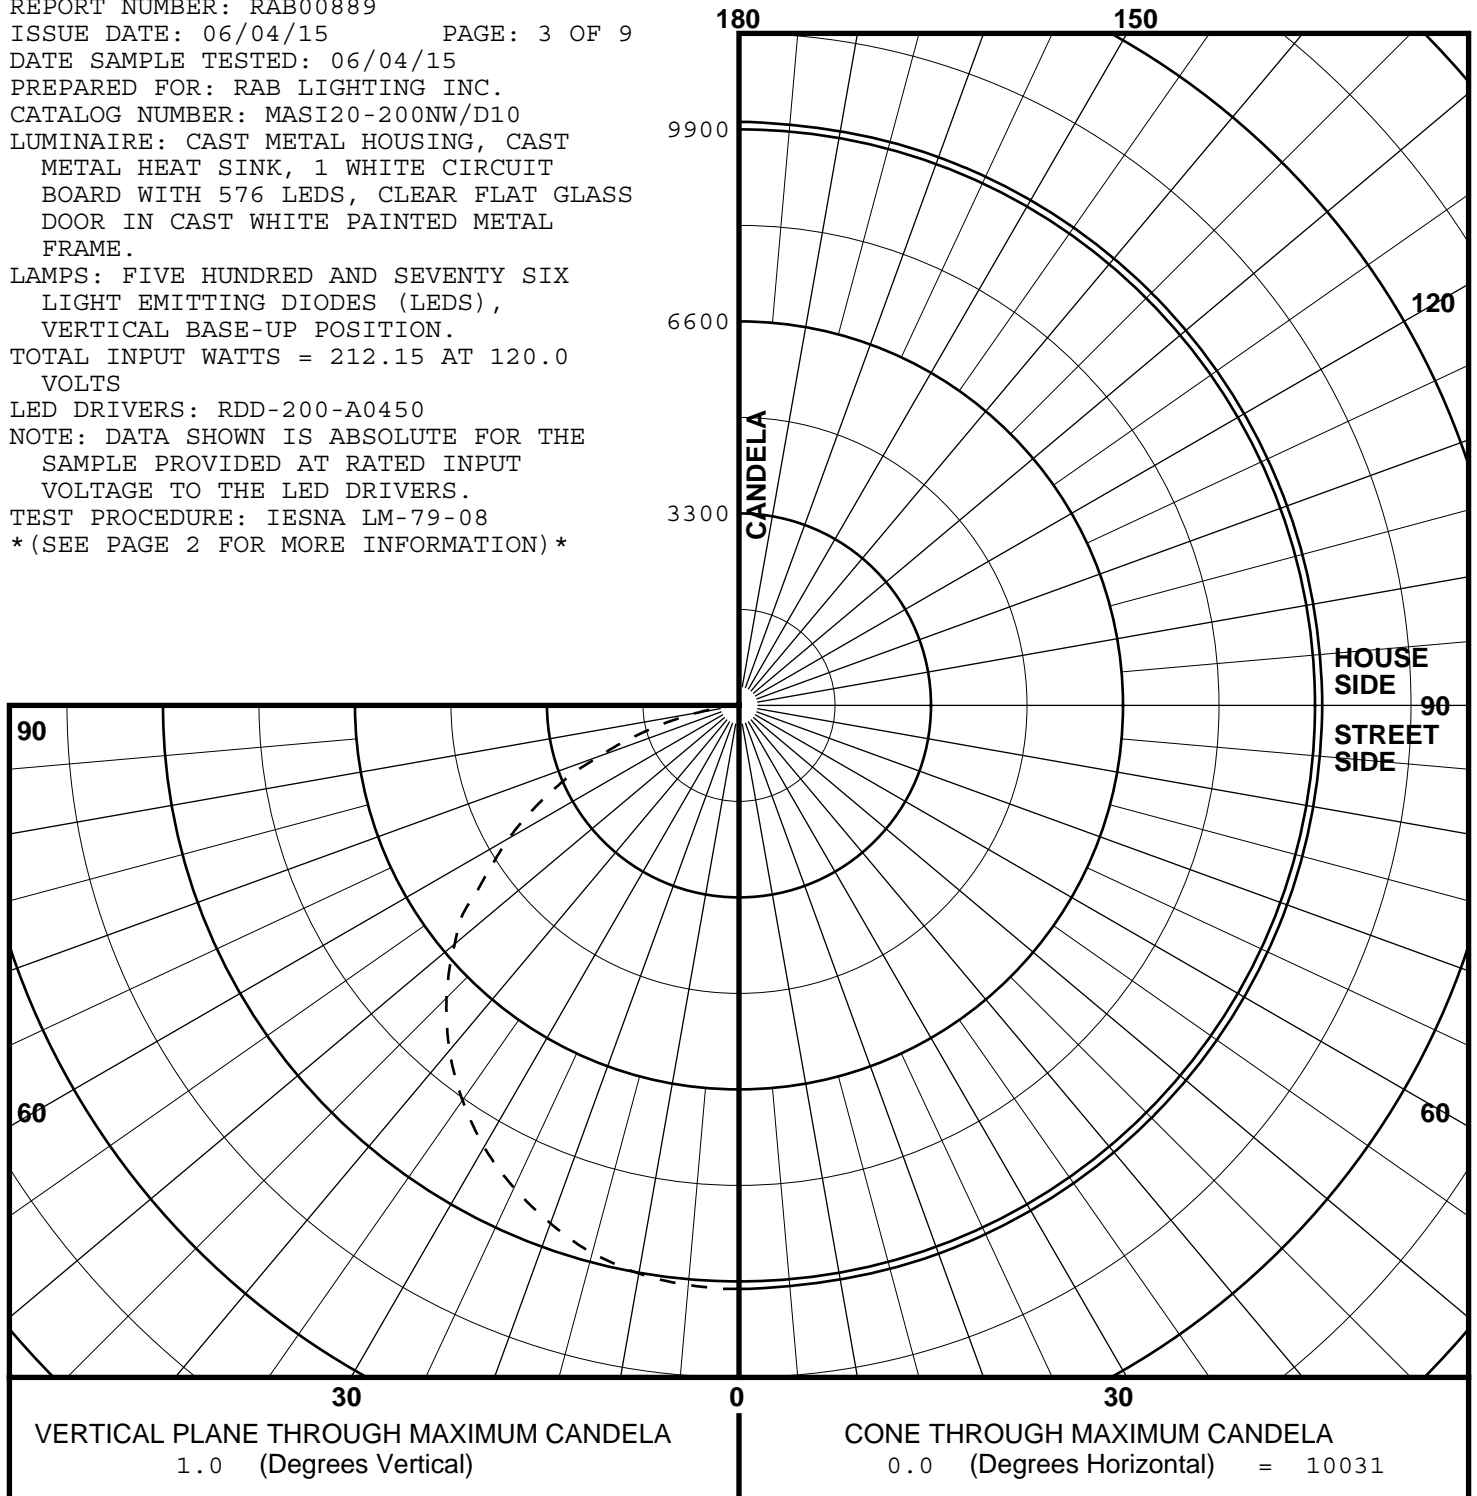 REPORT NUMBER: RAB00889
ISSUE DATE: 06/04/15 PAGE: 3 OF 9
DATE SAMPLE TESTED: 06/04/15
PREPARED FOR: RAB LIGHTING INC.
CATALOG NUMBER: MASI20-200NW/D10
LUMINAIRE: CAST METAL HOUSING, CAST
METAL HEAT SINK, 1 WHITE CIRCUIT
BOARD WITH 576 LEDS, CLEAR FLAT GLASS
DOOR IN CAST WHITE PAINTED METAL
FRAME.
LAMPS: FIVE HUNDRED AND SEVENTY SIX
LIGHT EMITTING DIODES (LEDS),
VERTICAL BASE-UP POSITION.
TOTAL INPUT WATTS = 212.15 AT 120.0
VOLTS
LED DRIVERS: RDD-200-A0450
NOTE: DATA SHOWN IS ABSOLUTE FOR THE
SAMPLE PROVIDED AT RATED INPUT
VOLTAGE TO THE LED DRIVERS.
TEST PROCEDURE: IESNA LM-79-08
*(SEE PAGE 2 FOR MORE INFORMATION)*
180
150
9900
120
6600
CANDELA
3300
HOUSE
SIDE
90
90
STREET
SIDE
60
60
30
0
30
VERTICAL PLANE THROUGH MAXIMUM CANDELA
1.0 (Degrees Vertical)
CONE THROUGH MAXIMUM CANDELA
0.0 (Degrees Horizontal) = 10031